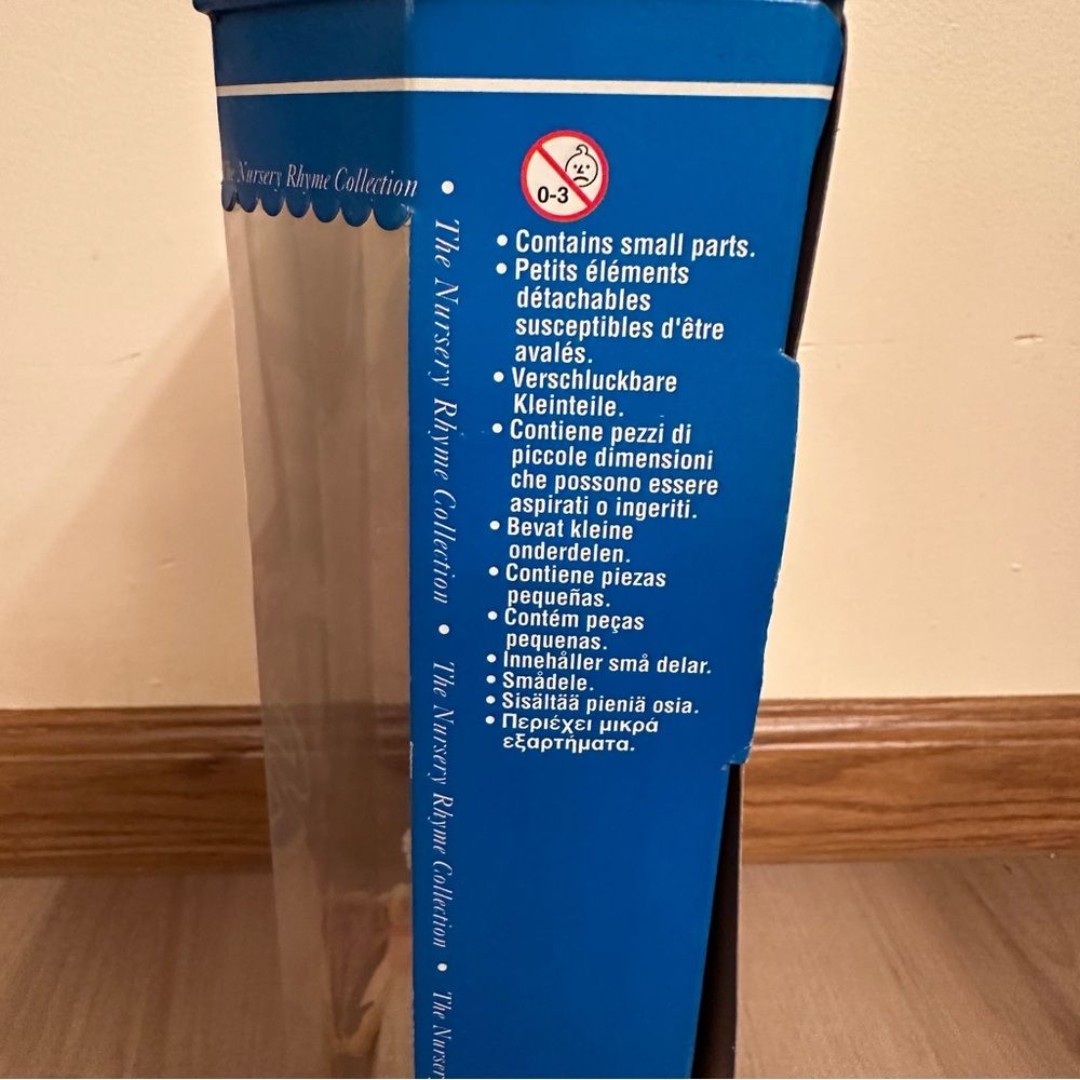 The Nursery Rhyme Collection
0-3
• Contains small parts.
• Petits éléments
détachables
susceptibles d'être
avalés.
• Verschluckbare
Kleinteile.
• Contiene pezzi di
piccole dimensioni
che possono essere
aspirati o ingeriti.
• Bevat kleine
onderdelen.
• Contiene piezas
pequeñas.
• Contém peças
pequenas.
• Innehåller små delar.
• Smådele.
• Sisältää pieniä osia.
• Περιέχει μικρά
εξαρτήματα.
• The Nursery Rhyme Collection • The Nursery Rhyme Collection • The